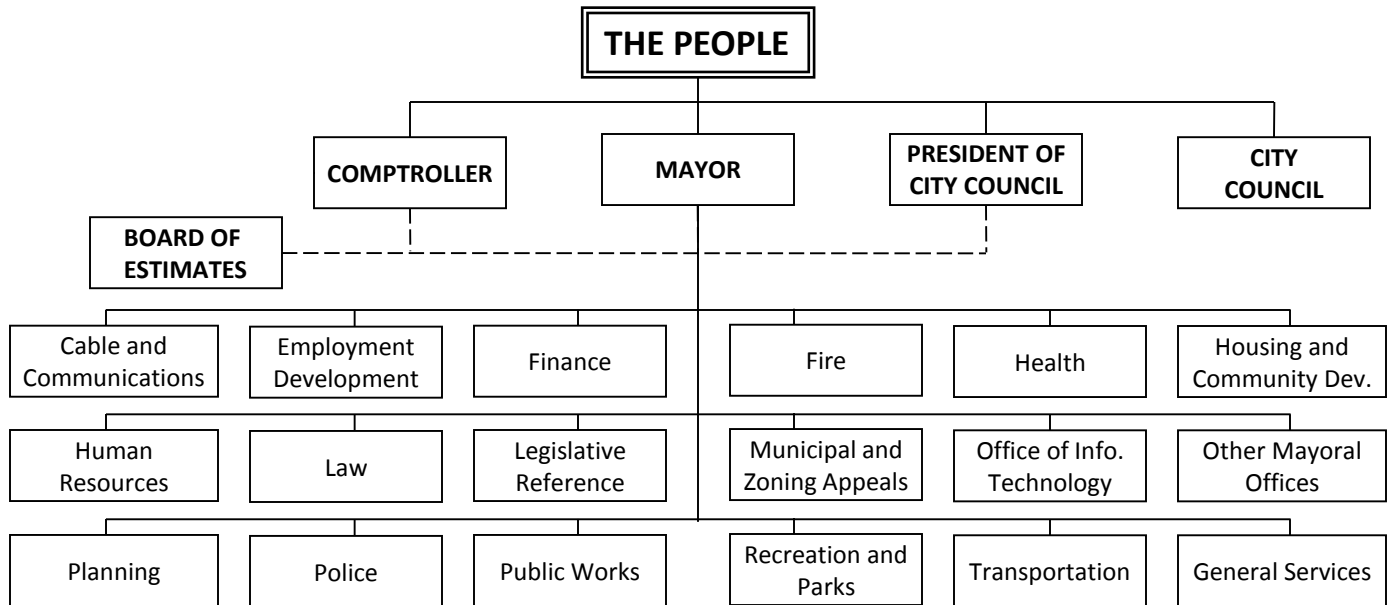 THE PEOPLE
COMPTROLLER
MAYOR
PRESIDENT OF
CITY COUNCIL
CITY
COUNCIL
BOARD OF
ESTIMATES
Cable and
Communications
Employment
Development
Finance
Fire
Health
Housing and
Community Dev.
Human
Resources
Law
Legislative
Reference
Municipal and
Zoning Appeals
Office of Info.
Technology
Other Mayoral
Offices
Planning
Police
Public Works
Recreation and
Parks
Transportation
General Services